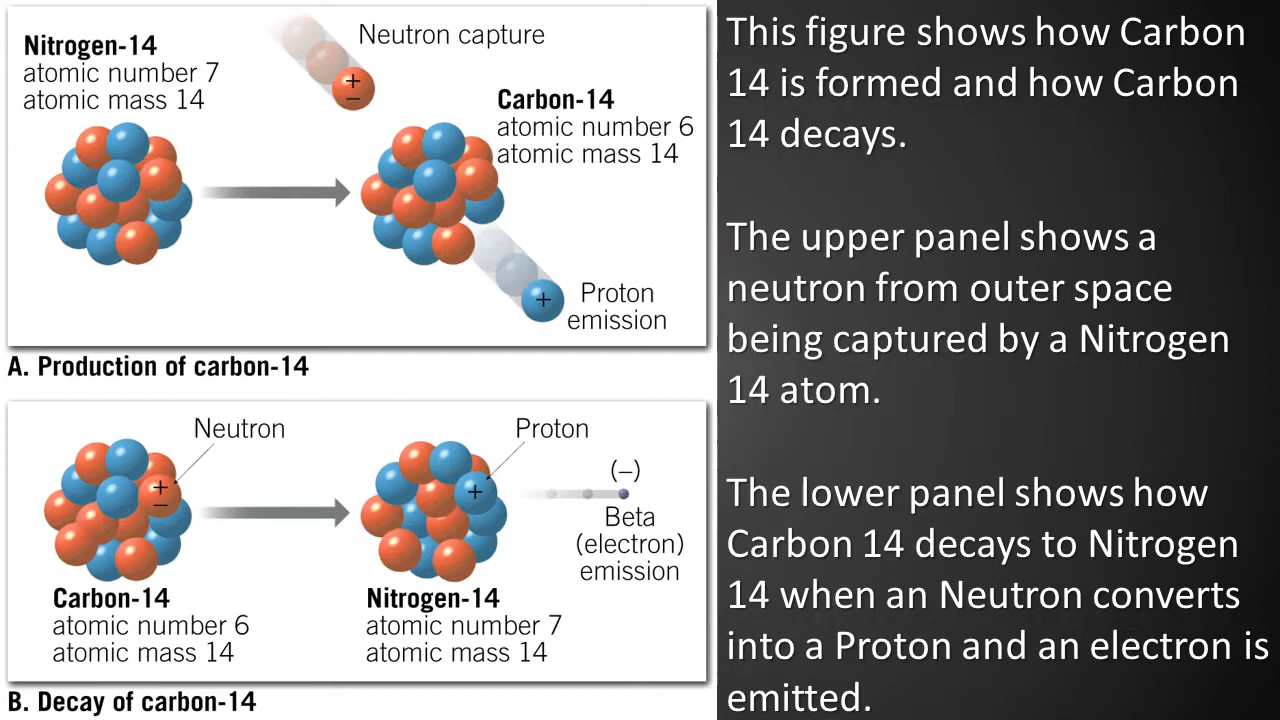 Nitrogen-14
atomic number 7
atomic mass 14
Neutron capture
+
−
Carbon-14
atomic number 6
atomic mass 14
+
Proton
emission
A. Production of carbon-14
Neutron
+
−
Proton
+
(−)
Beta
(electron)
emission
Carbon-14
atomic number 6
atomic mass 14
Nitrogen-14
atomic number 7
atomic mass 14
B. Decay of carbon-14
This figure shows how Carbon
14 is formed and how Carbon
14 decays.
The upper panel shows a
neutron from outer space
being captured by a Nitrogen
14 atom.
The lower panel shows how
Carbon 14 decays to Nitrogen
14 when an Neutron converts
into a Proton and an electron is
emitted.